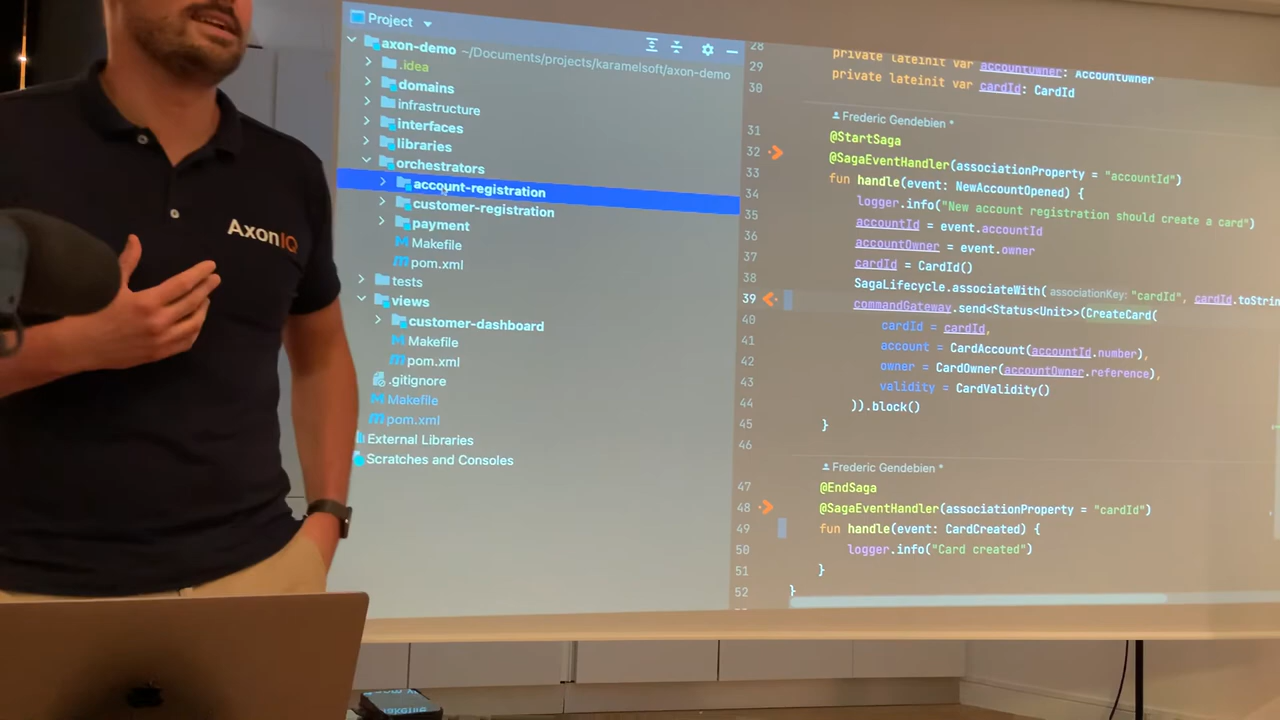 AxonIQ
Project
axon-demo ~/Documents/projects/karamelsoft/axon-demo
.idea
domains
infrastructure
interfaces
libraries
orchestrators
account-registration
customer-registration
payment
Makefile
pom.xml
tests
views
customer-dashboard
Makefile
pom.xml
.gitignore
Makefile
pom.xml
External Libraries
Scratches and Consoles
28
29 private lateinit var accountOwner: AccountOwner
30 private lateinit var cardId: CardId
Frederic Gendebien *
31 @StartSaga
32 @SagaEventHandler(associationProperty = "accountId")
33 fun handle(event: NewAccountOpened) {
34 logger.info("New account registration should create a card")
35 accountId = event.accountId
36 accountOwner = event.owner
37 cardId = CardId()
38 SagaLifecycle.associateWith( associationKey: "cardId", cardId.toStrin
39 commandGateway.send<Status<Unit>>(CreateCard(
40 cardId = cardId,
41 account = CardAccount(accountId.number),
42 owner = CardOwner(accountOwner.reference),
43 validity = CardValidity()
44 )).block()
45 }
46
Frederic Gendebien *
47 @EndSaga
48 @SagaEventHandler(associationProperty = "cardId")
49 fun handle(event: CardCreated) {
50 logger.info("Card created")
51 }
52 }